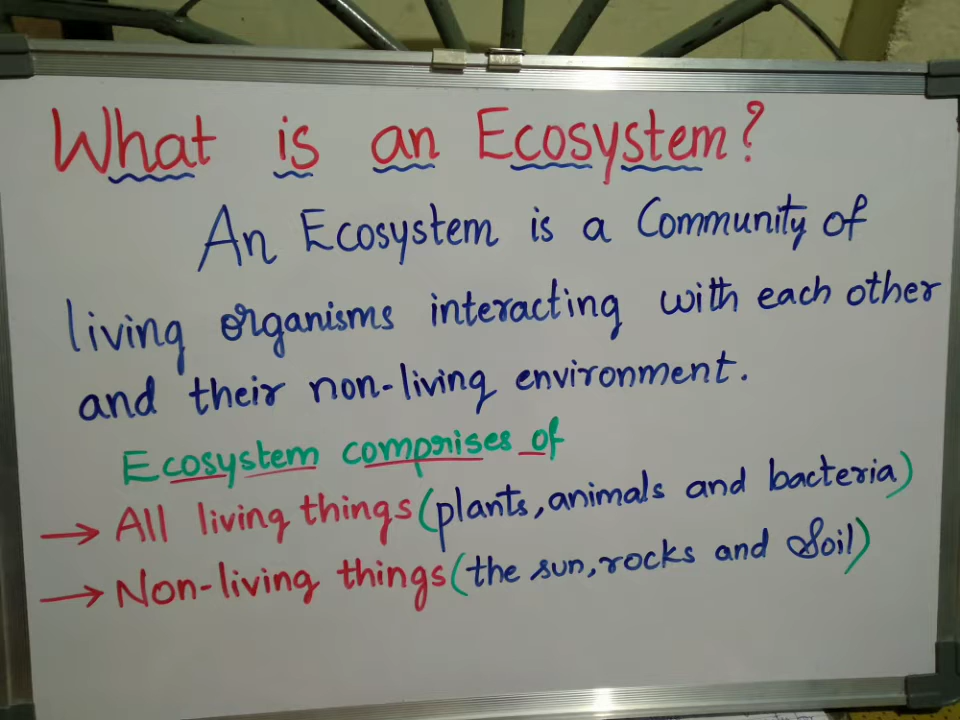 What is an Ecosystem?
An Ecosystem is a Community of
living organisms interacting with each other
and their non-living environment.
Ecosystem comprises of
→ All living things (plants, animals and bacteria)
→ Non-living things (the sun, rocks and Soil)